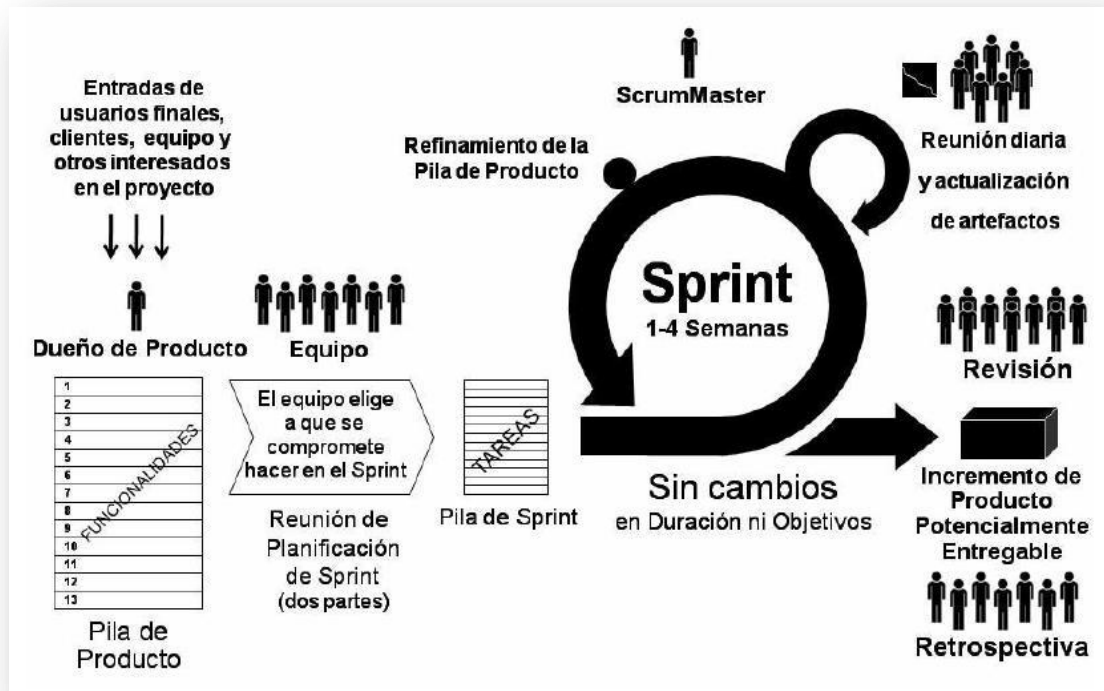 Entradas de
usuarios finales,
clientes, equipo y
otros interesados
en el proyecto
Dueño de Producto
1
2
3
4
5
6
7
8
9
10
11
12
13
FUNCIONALIDADES
Pila de
Producto
Equipo
El equipo elige
a que se
compromete
hacer en el Sprint
Reunión de
Planificación
de Sprint
(dos partes)
TAREAS
Pila de Sprint
ScrumMaster
Refinamiento de la
Pila de Producto
Sprint
1-4 Semanas
Sin cambios
en Duración ni Objetivos
Reunión diaria
y actualización
de artefactos
Revisión
Incremento de
Producto
Potencialmente
Entregable
Retrospectiva